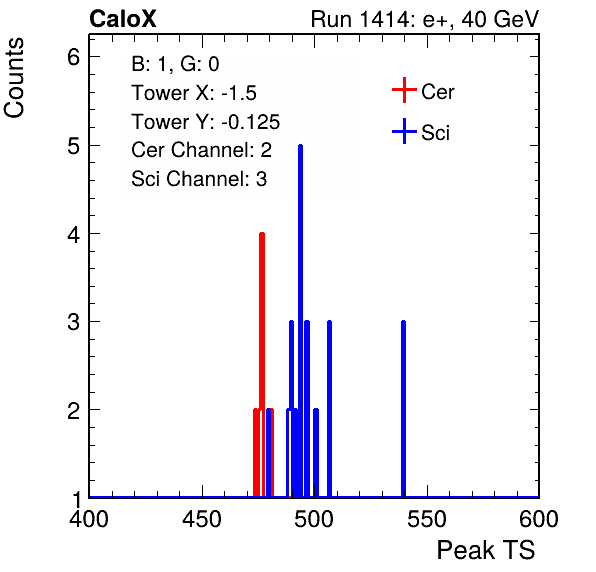 CaloX
Run 1414: e+, 40 GeV
Counts
B: 1, G: 0
Tower X: -1.5
Tower Y: -0.125
Cer Channel: 2
Sci Channel: 3
Cer
Sci
6
5
4
3
2
1
400
450
500
550
600
Peak TS